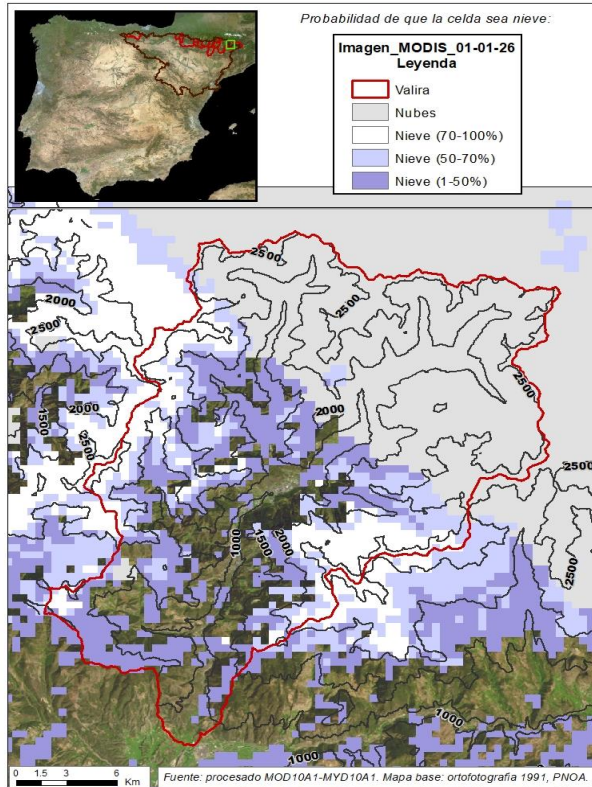 Probabilidad de que la celda sea nieve:
Imagen_MODIS_01-01-26
Leyenda
Valira
Nubes
Nieve (70-100%)
Nieve (50-70%)
Nieve (1-50%)
2500
2000
2500
2500
2500
2000
2000
1500
2500
2500
1000
1500
2000
2500
1000
1000
0 1.5 3 6
Km
Fuente: procesado MOD10A1-MYD10A1. Mapa base: ortofotografía 1991, PNOA.